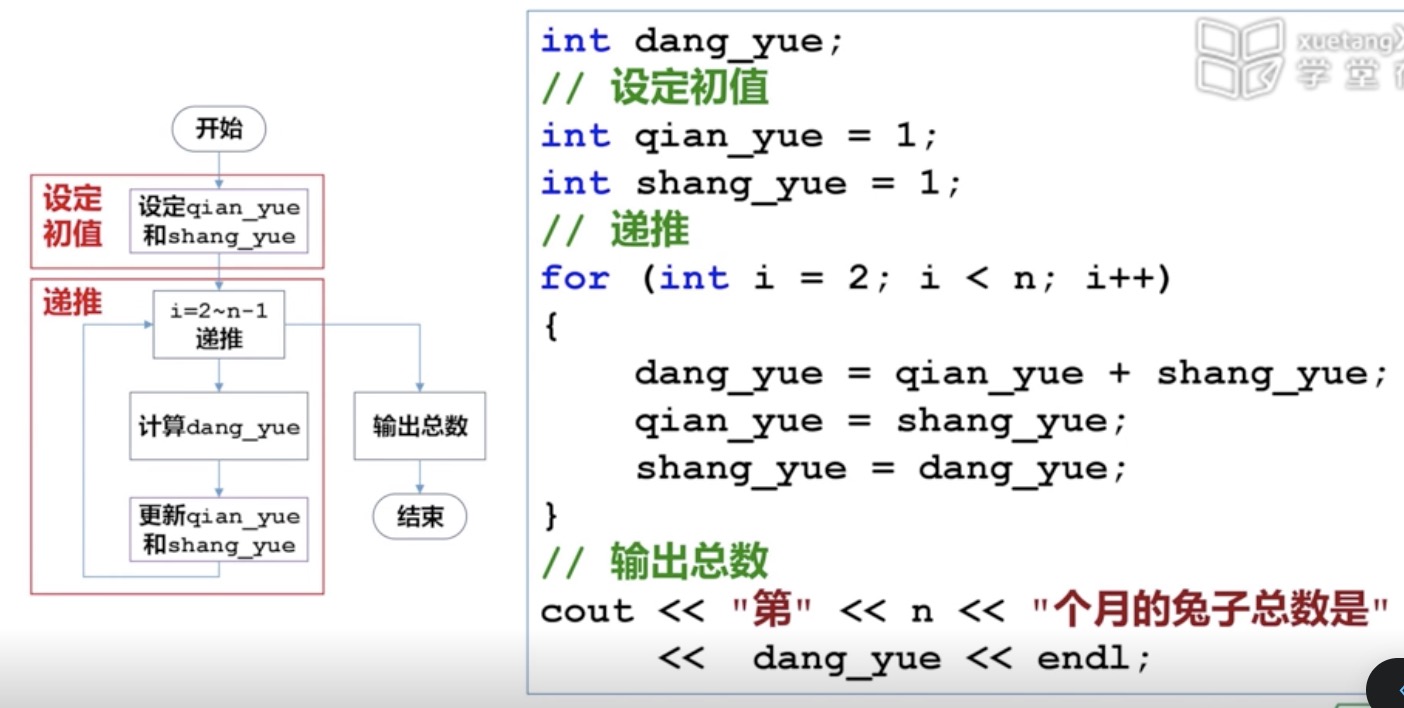 开始
设定
初值
设定qian_yue
和shang_yue
递推
i=2~n-1
递推
计算dang_yue
输出总数
更新qian_yue
和shang_yue
结束
int dang_yue;
// 设定初值
int qian_yue = 1;
int shang_yue = 1;
// 递推
for (int i = 2; i < n; i++)
{
dang_yue = qian_yue + shang_yue;
qian_yue = shang_yue;
shang_yue = dang_yue;
}
// 输出总数
cout << "第" << n << "个月的兔子总数是"
<< dang_yue << endl;
xuetang
学堂